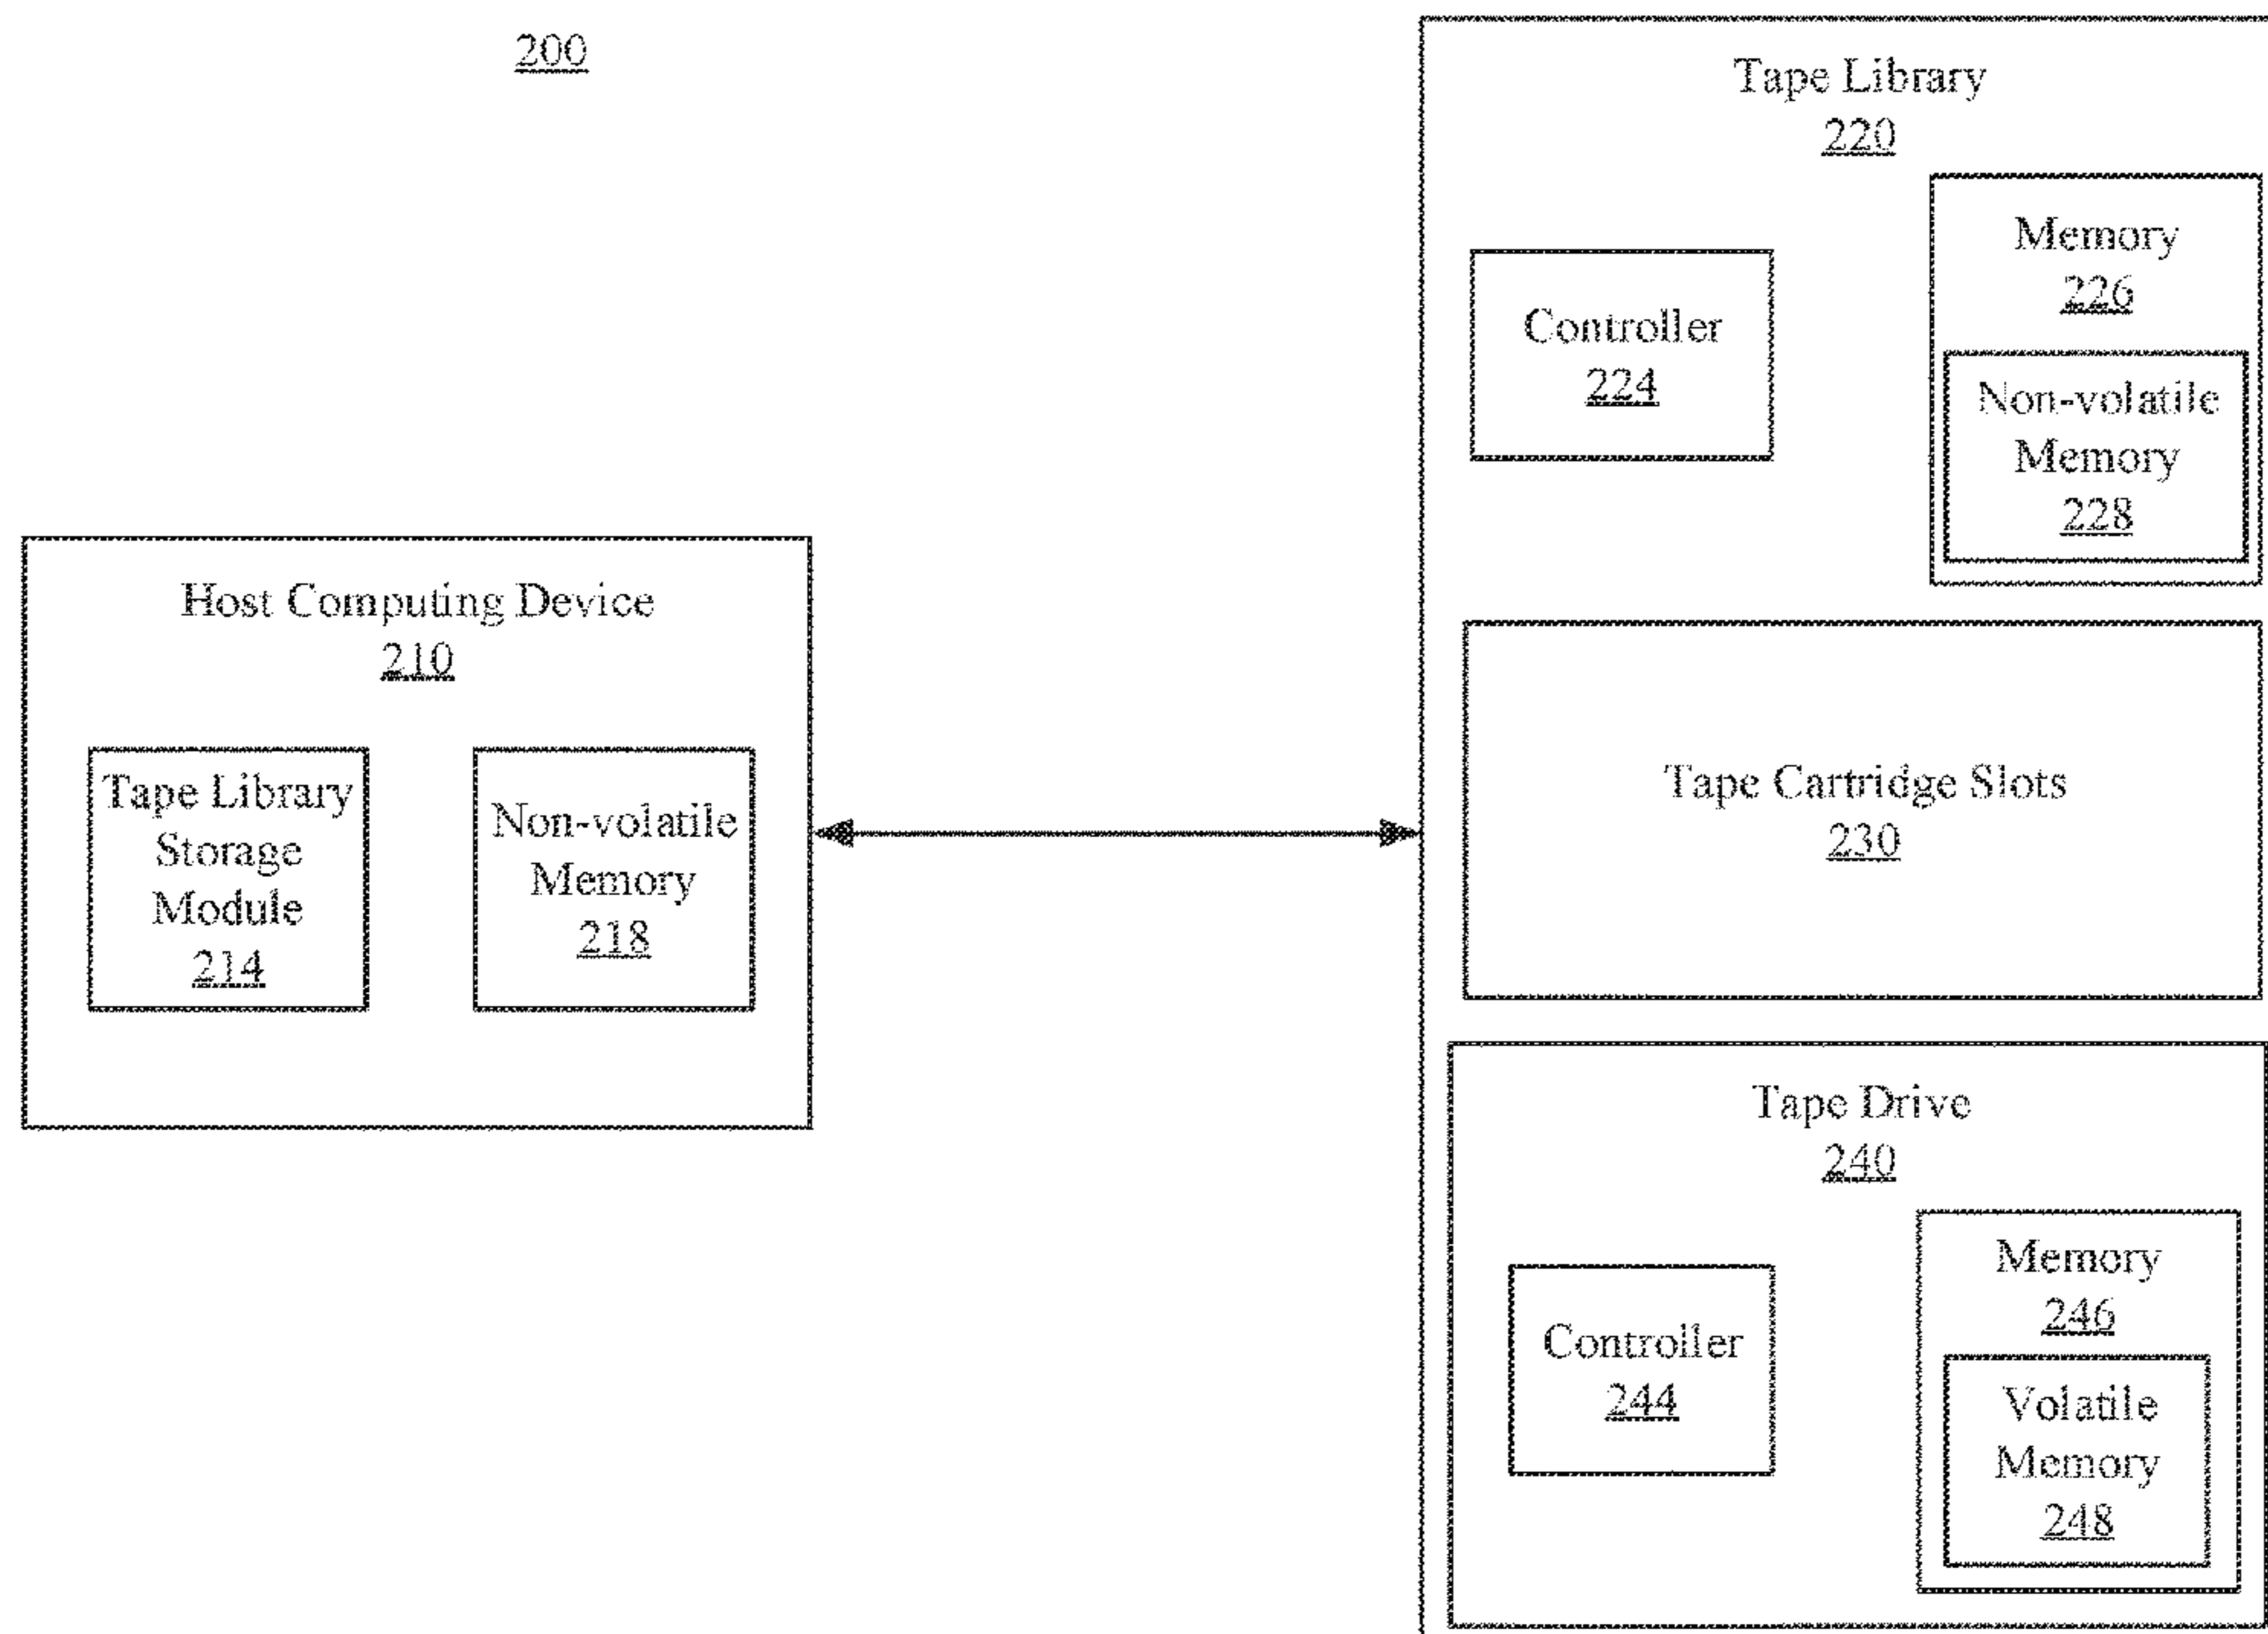 200
Tape Library
220
Memory
226
Controller
224
Non-volatile
Memory
228
Host Computing Device
210
Tape Library
Storage
Module
214
Non-volatile
Memory
218
Tape Cartridge Slots
230
Tape Drive
240
Memory
246
Controller
244
Volatile
Memory
248